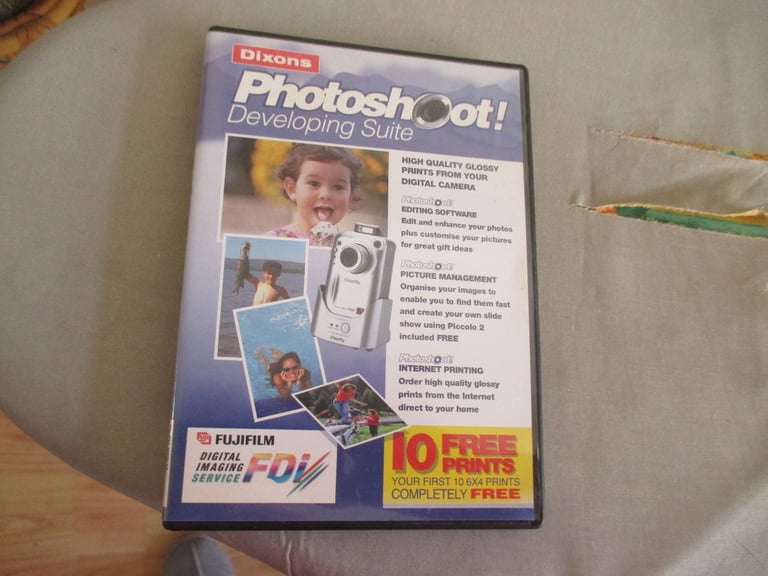 Dixons
Photoshoot!
Developing Suite
HIGH QUALITY GLOSSY
PRINTS FROM YOUR
DIGITAL CAMERA
Photoshoot!
EDITING SOFTWARE
Edit and enhance your photos
plus customise your pictures
for great gift ideas
Photoshoot!
PICTURE MANAGEMENT
Organise your images to
enable you to find them fast
and create your own slide
show using Piccolo 2
included FREE
Photoshoot!
INTERNET PRINTING
Order high quality glossy
prints from the Internet
direct to your home
FinePix
FinePix
FUJIFILM
DIGITAL
IMAGING
SERVICE
FDi
10 FREE
PRINTS
YOUR FIRST 10 6X4 PRINTS
COMPLETELY FREE